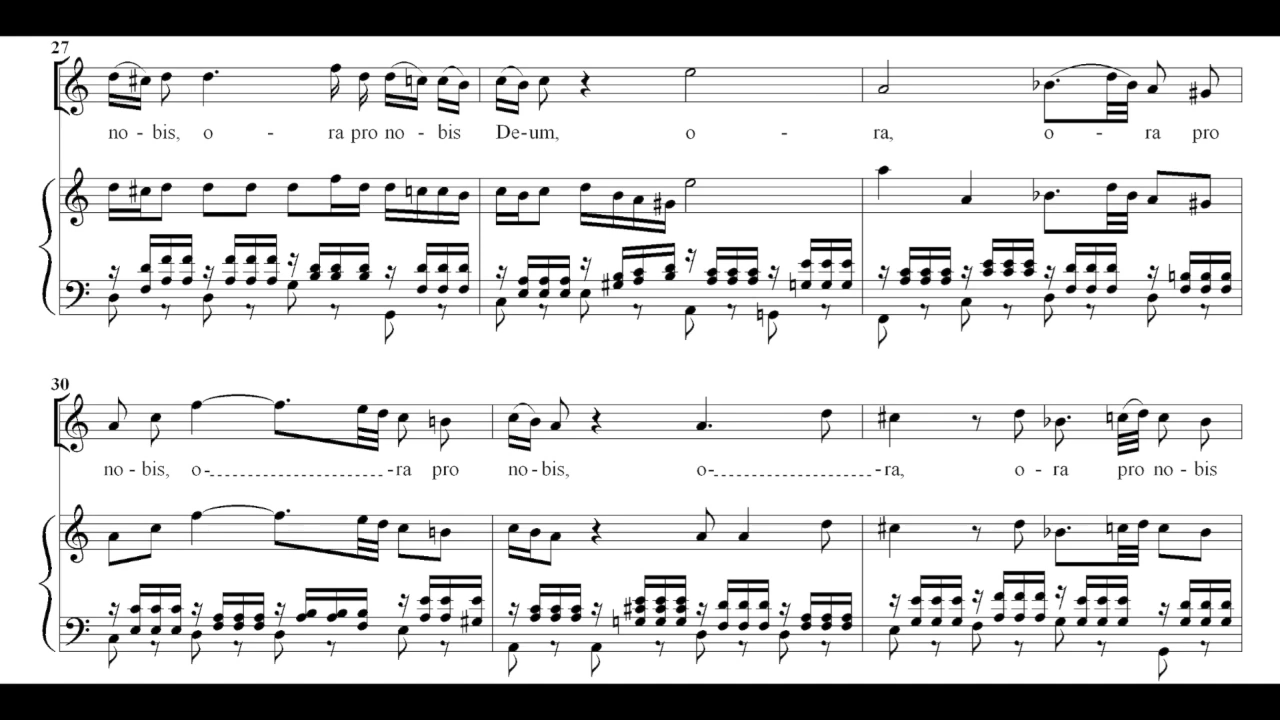 27
no - bis, o - ra pro no - bis De-um, o - ra, o - ra pro
30
no - bis, o- -ra pro no - bis, o- -ra, o - ra pro no - bis